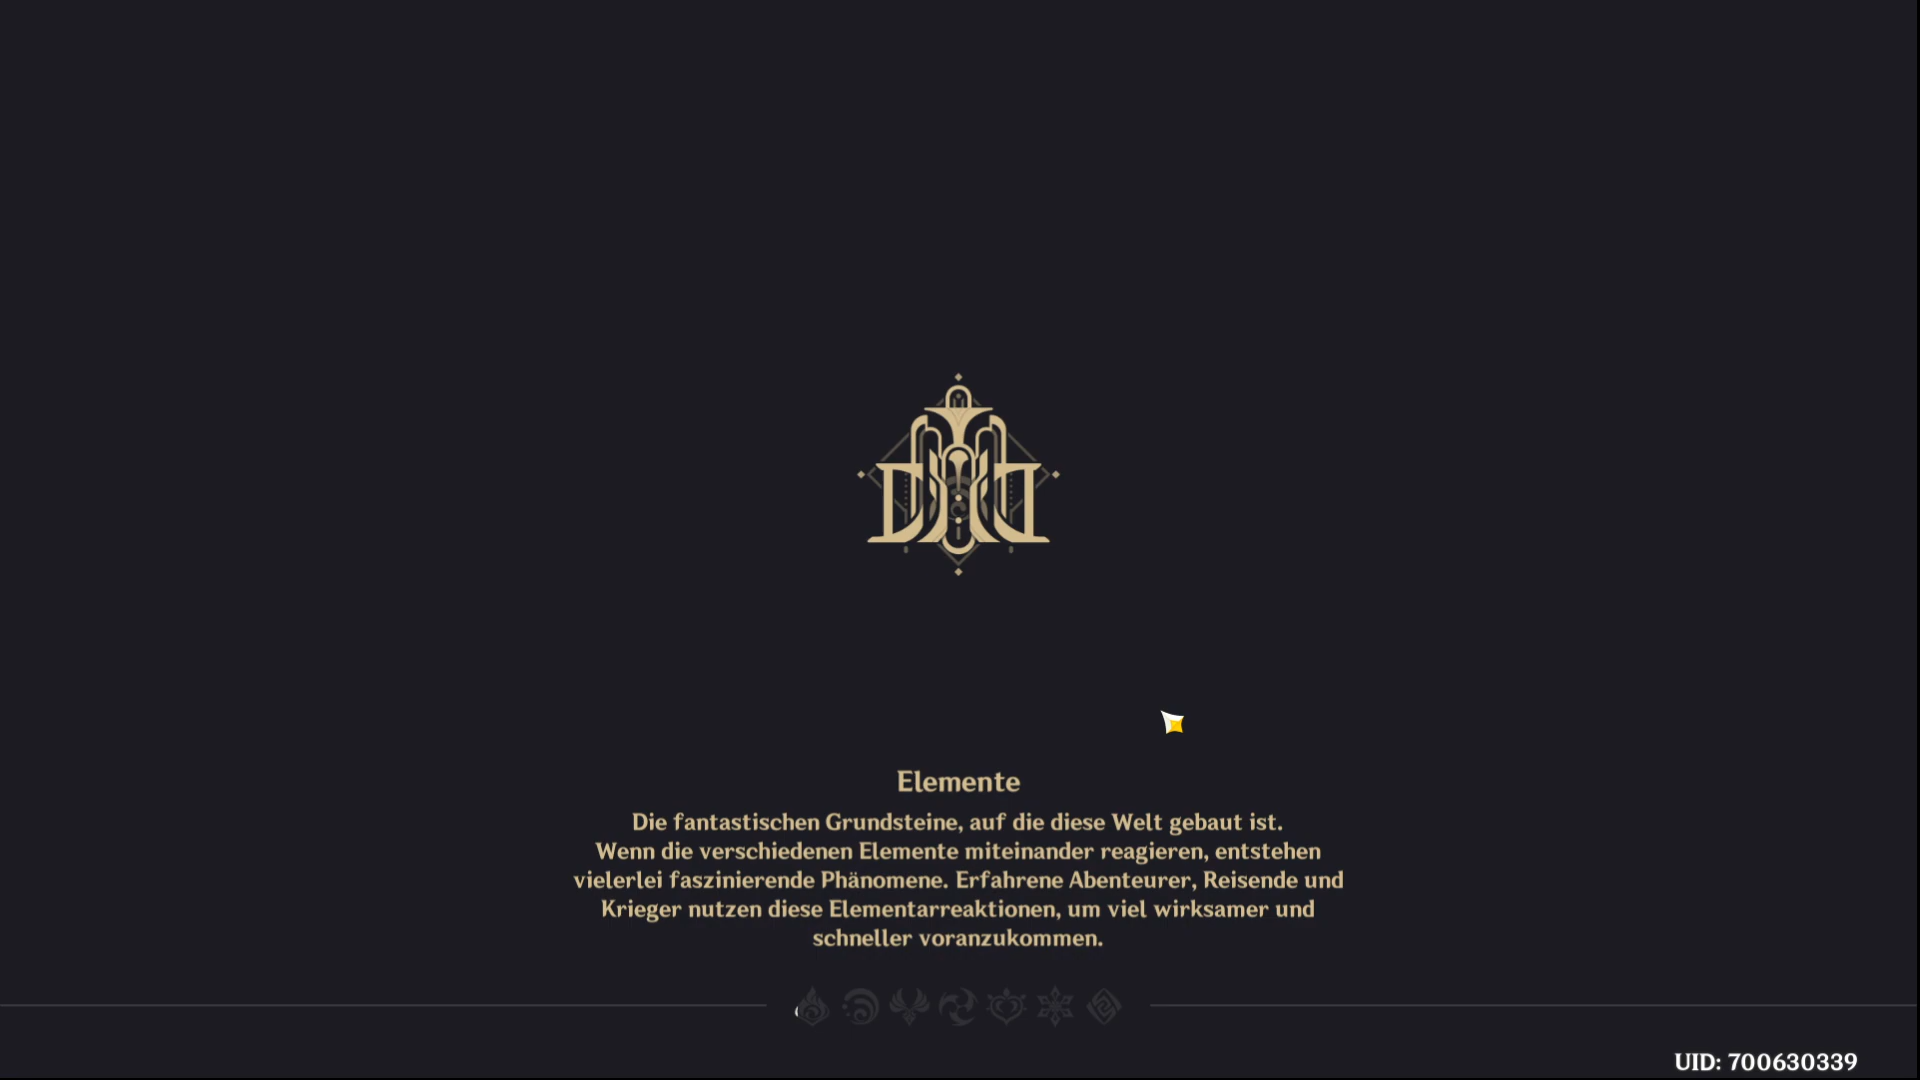 Elemente
Die fantastischen Grundsteine, auf die diese Welt gebaut ist.
Wenn die verschiedenen Elemente miteinander reagieren, entstehen
vielerlei faszinierende Phänomene. Erfahrene Abenteurer, Reisende und
Krieger nutzen diese Elementarreaktionen, um viel wirksamer und
schneller voranzukommen.
UID: 700630339